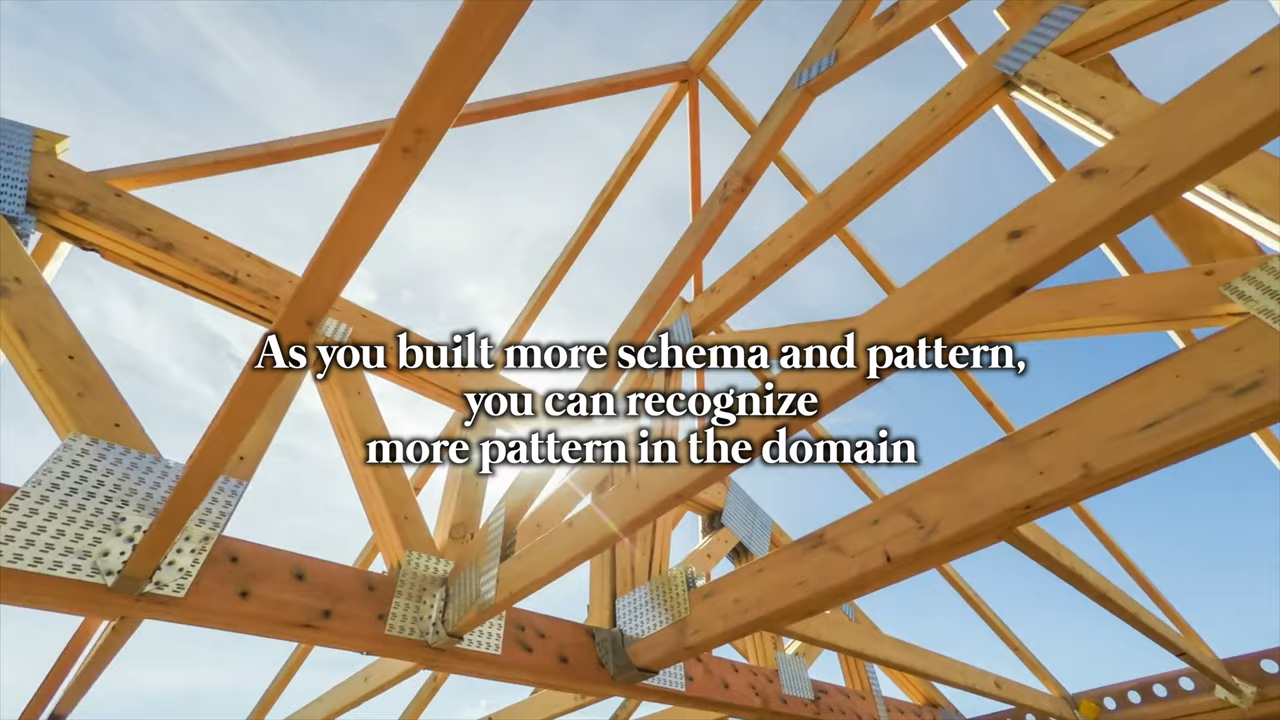 As you built more schema and pattern,
you can recognize
more pattern in the domain